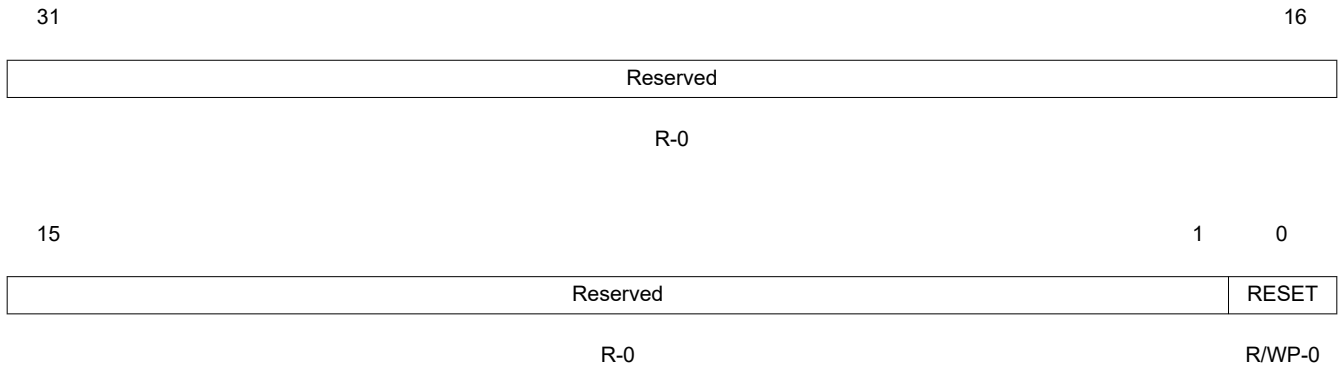 31 16
Reserved
R-0
15 1 0
Reserved RESET
R-0 R/WP-0